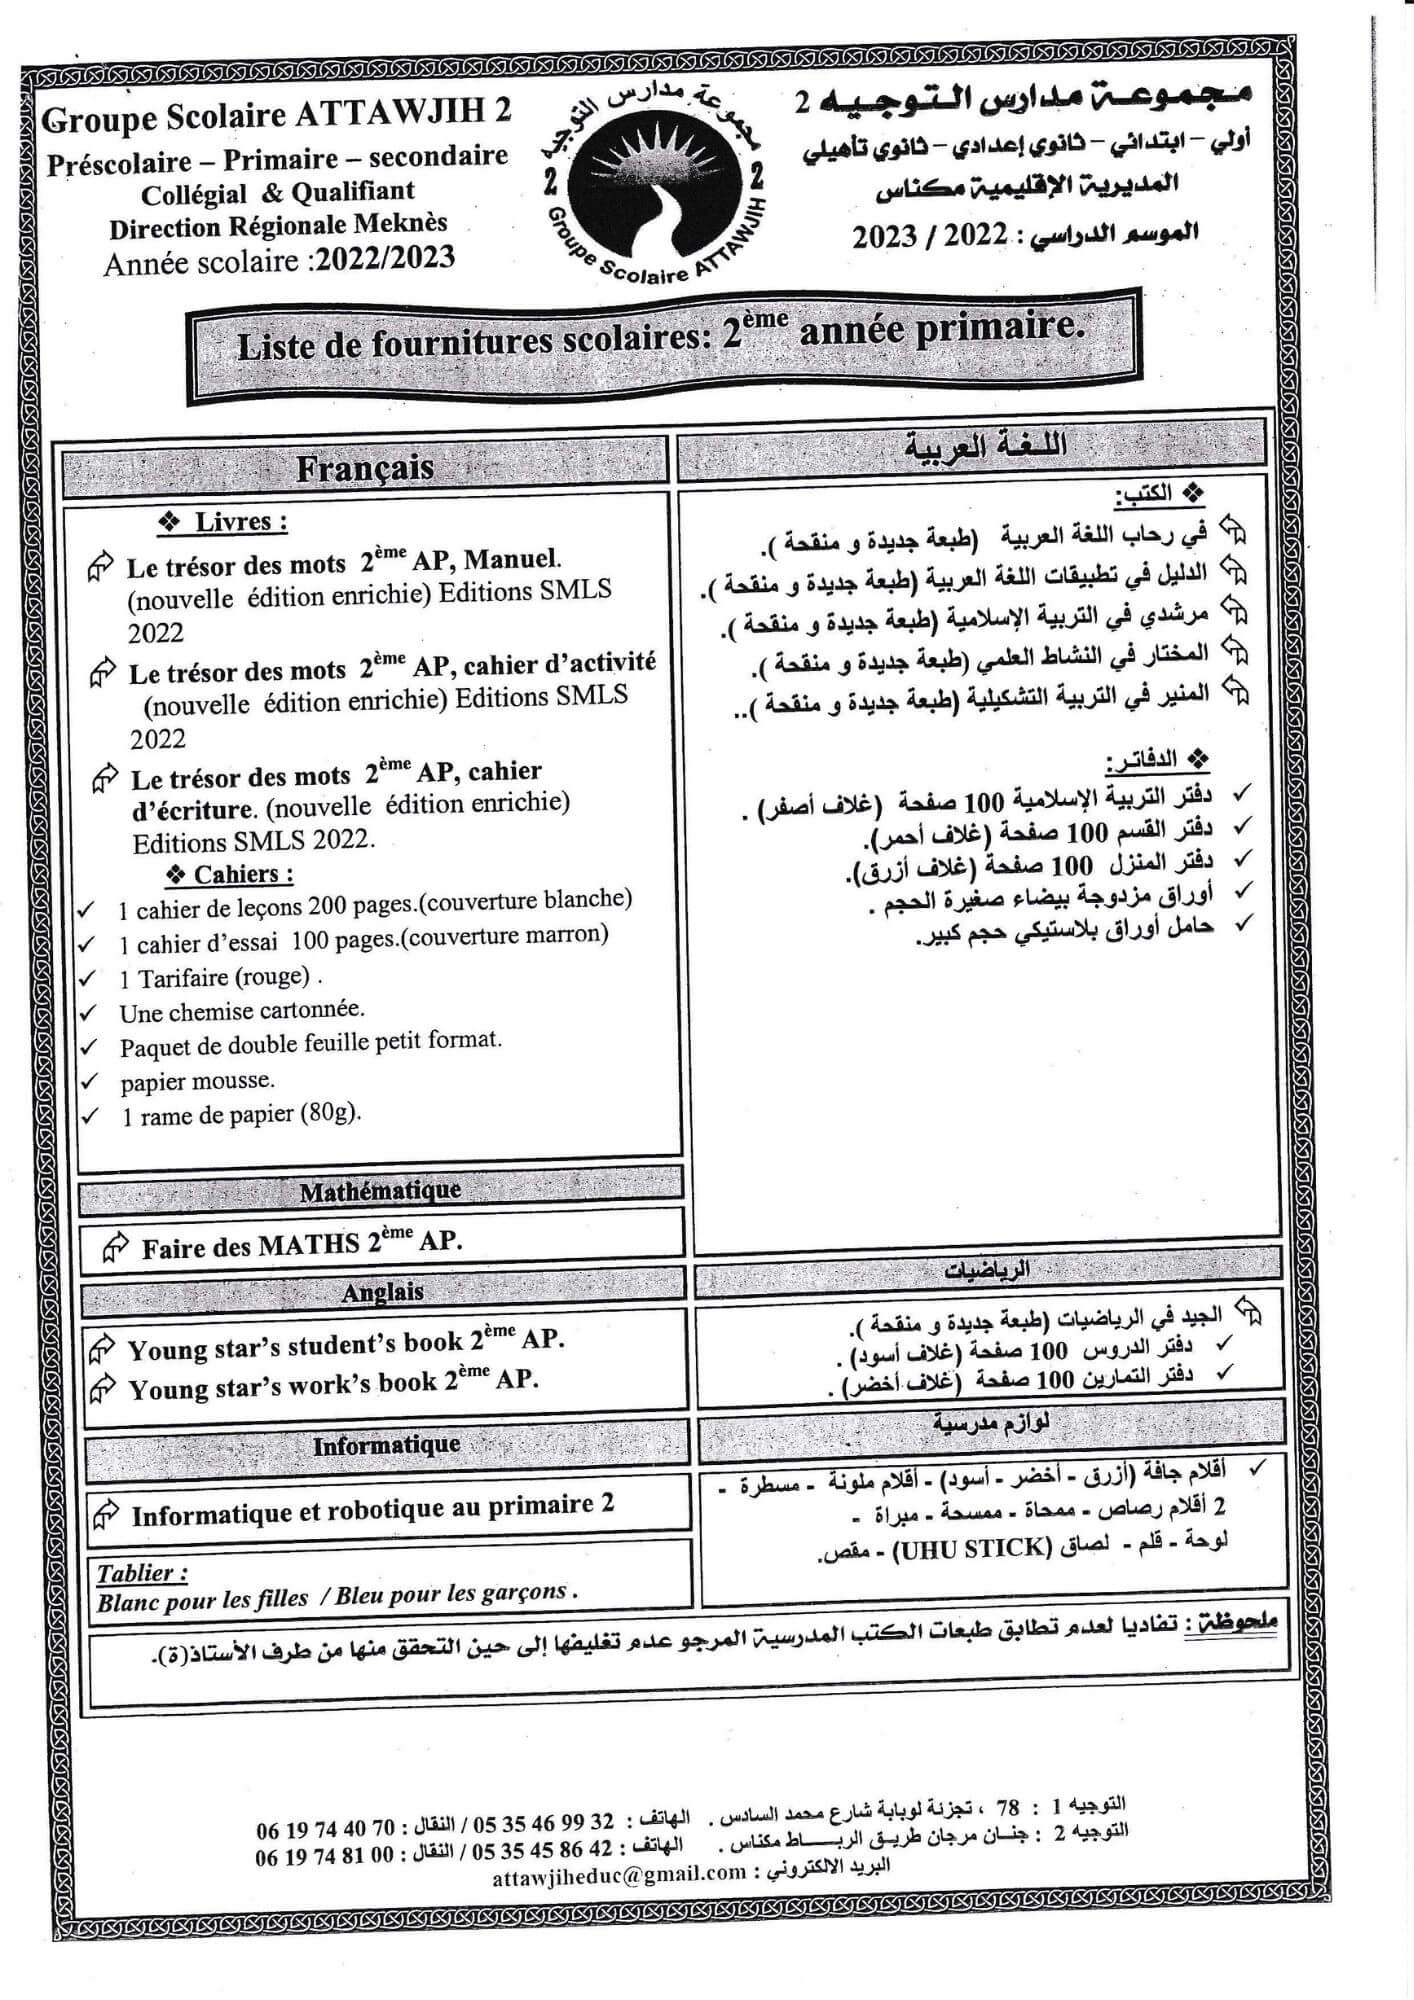 Groupe Scolaire ATTAWJIH 2
Préscolaire – Primaire – secondaire
Collégial & Qualifiant
Direction Régionale Meknès
Année scolaire :2022/2023
مجموعة مدارس التوجيه 2
Groupe Scolaire ATTAWJIH 2
مجموعة مدارس التوجيه 2
أولي – ابتدائي – ثانوي إعدادي – ثانوي تأهيلي
المديرية الإقليمية مكناس
الموسم الدراسي : 2022 / 2023
Liste de fournitures scolaires: 2ème année primaire.
Français
❖ Livres :
Le trésor des mots 2ème AP, Manuel.
(nouvelle édition enrichie) Editions SMLS
2022
Le trésor des mots 2ème AP, cahier d’activité
(nouvelle édition enrichie) Editions SMLS
2022
Le trésor des mots 2ème AP, cahier
d’écriture. (nouvelle édition enrichie)
Editions SMLS 2022.
❖ Cahiers :
✓ 1 cahier de leçons 200 pages.(couverture blanche)
✓ 1 cahier d’essai 100 pages.(couverture marron)
✓ 1 Tarifaire (rouge) .
✓ Une chemise cartonnée.
✓ Paquet de double feuille petit format.
✓ papier mousse.
✓ 1 rame de papier (80g).
Mathématique
Faire des MATHS 2ème AP.
Anglais
Young star’s student’s book 2ème AP.
Young star’s work’s book 2ème AP.
Informatique
Informatique et robotique au primaire 2
Tablier :
Blanc pour les filles / Bleu pour les garçons .
اللغة العربية
❖ الكتب:
في رحاب اللغة العربية (طبعة جديدة و منقحة ).
الدليل في تطبيقات اللغة العربية (طبعة جديدة و منقحة ).
مرشدي في التربية الإسلامية (طبعة جديدة و منقحة ).
المختار في النشاط العلمي (طبعة جديدة و منقحة ).
المنير في التربية التشكيلية (طبعة جديدة و منقحة )..
❖ الدفاتر:
✓ دفتر التربية الإسلامية 100 صفحة (غلاف أصفر) .
✓ دفتر القسم 100 صفحة (غلاف أحمر).
✓ دفتر المنزل 100 صفحة (غلاف أزرق).
✓ أوراق مزدوجة بيضاء صغيرة الحجم .
✓ حامل أوراق بلاستيكي حجم كبير.
الرياضيات
الجيد في الرياضيات (طبعة جديدة و منقحة ).
✓ دفتر الدروس 100 صفحة (غلاف أسود) .
✓ دفتر التمارين 100 صفحة (غلاف أخضر) .
لوازم مدرسية
✓ أقلام جافة (أزرق - أخضر - أسود) - أقلام ملونة - مسطرة -
2 أقلام رصاص - ممحاة - ممسحة - مبراة -
لوحة - قلم - لصاق (UHU STICK) - مقص.
ملحوظة : تفاديا لعدم تطابق طبعات الكتب المدرسية المرجو عدم تغليفها إلى حين التحقق منها من طرف الأستاذ(ة).
التوجيه 1 : 78 ، تجزئة لوبابة شارع محمد السادس . الهاتف : 05 35 46 99 32 / النقال : 06 19 74 40 70
التوجيه 2 : جنان مرجان طريق الرباط مكناس . الهاتف : 05 35 45 86 42 / النقال : 06 19 74 81 00
البريد الالكتروني : attawjiheduc@gmail.com